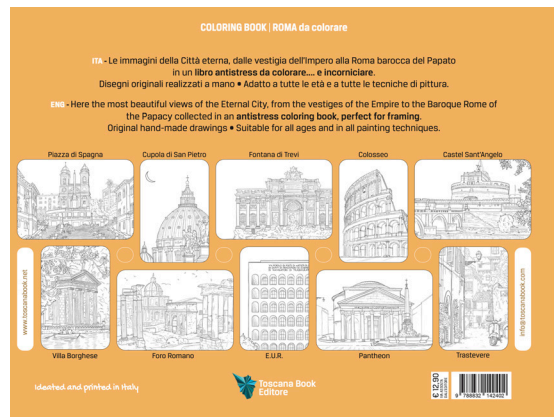 COLORING BOOK | ROMA da colorare
ITA - Le immagini della Città eterna, dalle vestigia dell'Impero alla Roma barocca del Papato
in un libro antistress da colorare.... e incorniciare.
Disegni originali realizzati a mano • Adatto a tutte le età e a tutte le tecniche di pittura.
ENG - Here the most beautiful views of the Eternal City, from the vestiges of the Empire to the Baroque Rome of
the Papacy collected in an antistress coloring book, perfect for framing.
Original hand-made drawings • Suitable for all ages and in all painting techniques.
Piazza di Spagna
Cupola di San Pietro
Fontana di Trevi
Colosseo
Castel Sant'Angelo
www.toscanabook.net
info@toscanabook.com
Villa Borghese
Foro Romano
E.U.R.
Pantheon
Trastevere
Ideated and printed in Italy
Toscana Book
Editore
€ 12,90
9 788832 142402